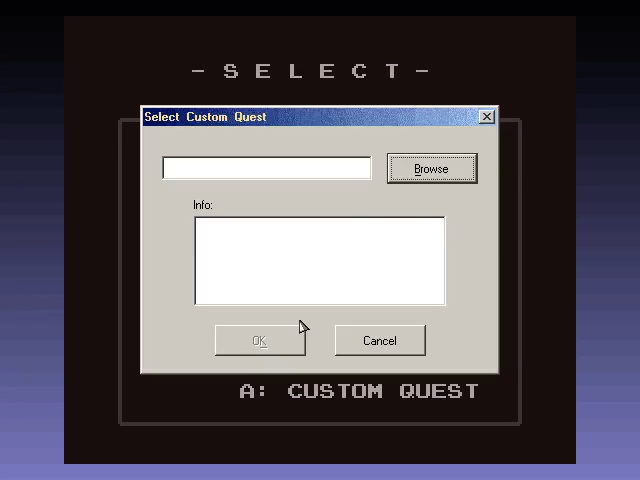 - S E L E C T -
Select Custom Quest
Browse
Info:
OK
Cancel
A: CUSTOM QUEST